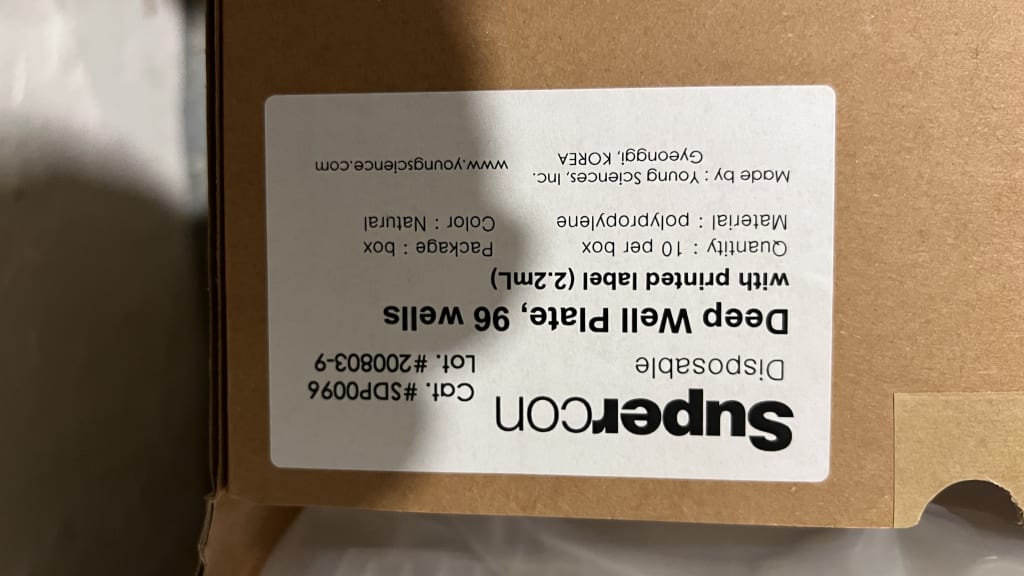 Supercon
Disposable
Cat. #SDP0096
Lot. #200803-9
Deep Well Plate, 96 wells
with printed label (2.2mL)
Quantity : 10 per box
Package : box
Material : polypropylene
Color : Natural
Made by : Young Sciences, Inc.
Gyeonggi, KOREA
www.youngscience.com